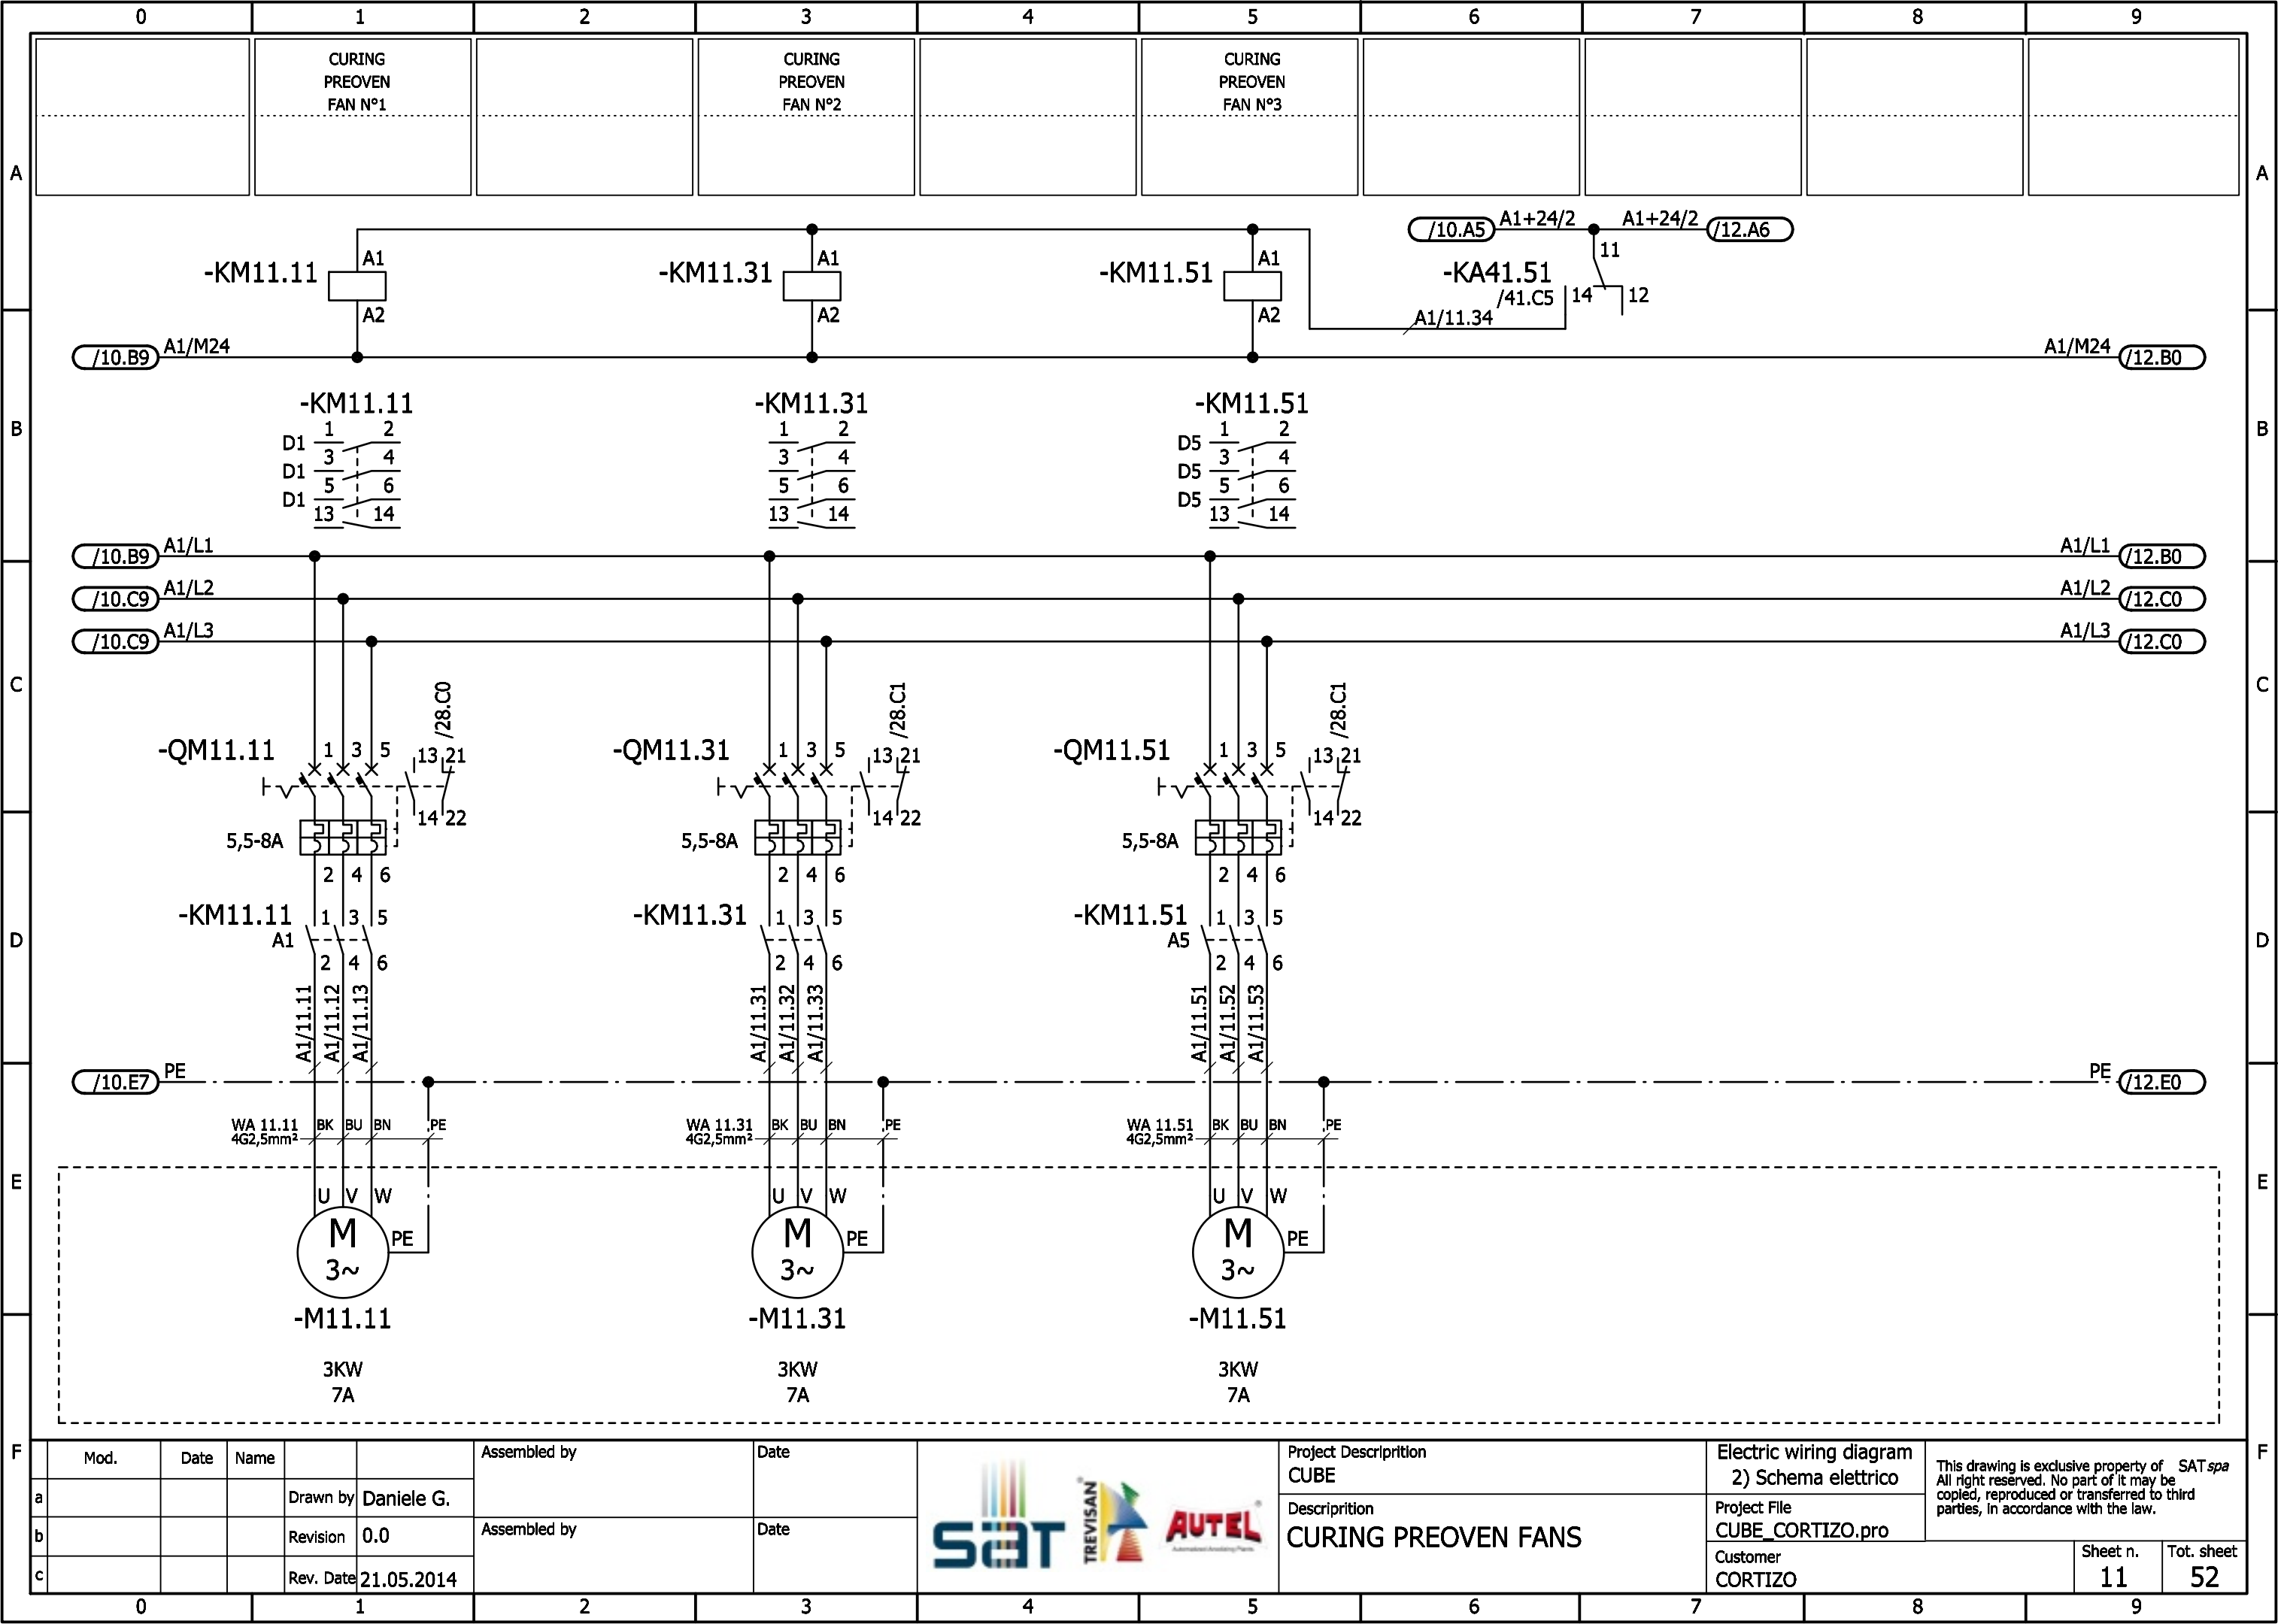 0 1 2 3 4 5 6 7 8 9
CURING
PREOVEN
FAN N°1
CURING
PREOVEN
FAN N°2
CURING
PREOVEN
FAN N°3
A A
/10.A5 A1+24/2 A1+24/2 /12.A6
11
-KM11.11 A1 -KM11.31 A1 -KM11.51 A1 -KA41.51
/41.C5 14 12
A2 A2 A2 A1/11.34
/10.B9 A1/M24 A1/M24 /12.B0
-KM11.11 -KM11.31 -KM11.51
B B
1 2 1 2 1 2
D1 D5
3 4 3 4 3 4
D1 D5
5 6 5 6 5 6
D1 D5
13 14 13 14 13 14
/10.B9 A1/L1 A1/L1 /12.B0
/10.C9 A1/L2 A1/L2 /12.C0
/10.C9 A1/L3 A1/L3 /12.C0
C C
/28.C0 /28.C1 /28.C1
-QM11.11 1 3 5 13 21 -QM11.31 1 3 5 13 21 -QM11.51 1 3 5 13 21
14 22 14 22 14 22
5,5-8A 5,5-8A 5,5-8A
2 4 6 2 4 6 2 4 6
-KM11.11 1 3 5 -KM11.31 1 3 5 -KM11.51 1 3 5
D A1 A5 D
2 4 6 2 4 6 2 4 6
A1/11.11 A1/11.12 A1/11.13 A1/11.31 A1/11.32 A1/11.33 A1/11.51 A1/11.52 A1/11.53
/10.E7 PE PE /12.E0
WA 11.11 BK BU BN PE WA 11.31 BK BU BN PE WA 11.51 BK BU BN PE
4G2,5mm² 4G2,5mm² 4G2,5mm²
E E
U V W U V W U V W
M PE M PE M PE
3~ 3~ 3~
-M11.11 -M11.31 -M11.51
3KW 3KW 3KW
7A 7A 7A
F F
Mod. Date Name
a Drawn by Daniele G.
b Revision 0.0
c Rev. Date 21.05.2014
Assembled by Date
Assembled by Date
sat TREVISAN ® AUTEL ®
Project Descriprition
CUBE
Descriprition
CURING PREOVEN FANS
Electric wiring diagram
2) Schema elettrico
Project File
CUBE_CORTIZO.pro
Customer
CORTIZO
This drawing is exclusive property of SAT spa
All right reserved. No part of it may be
copied, reproduced or transferred to third
parties, in accordance with the law.
Sheet n. Tot. sheet
11 52
0 1 2 3 4 5 6 7 8 9